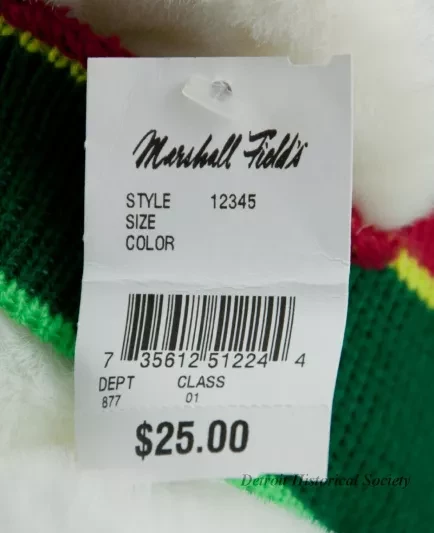 Marshall Field's
STYLE 12345
SIZE
COLOR
7 35612 51224 4
DEPT CLASS
877 01
$25.00
Detroit Historical Society